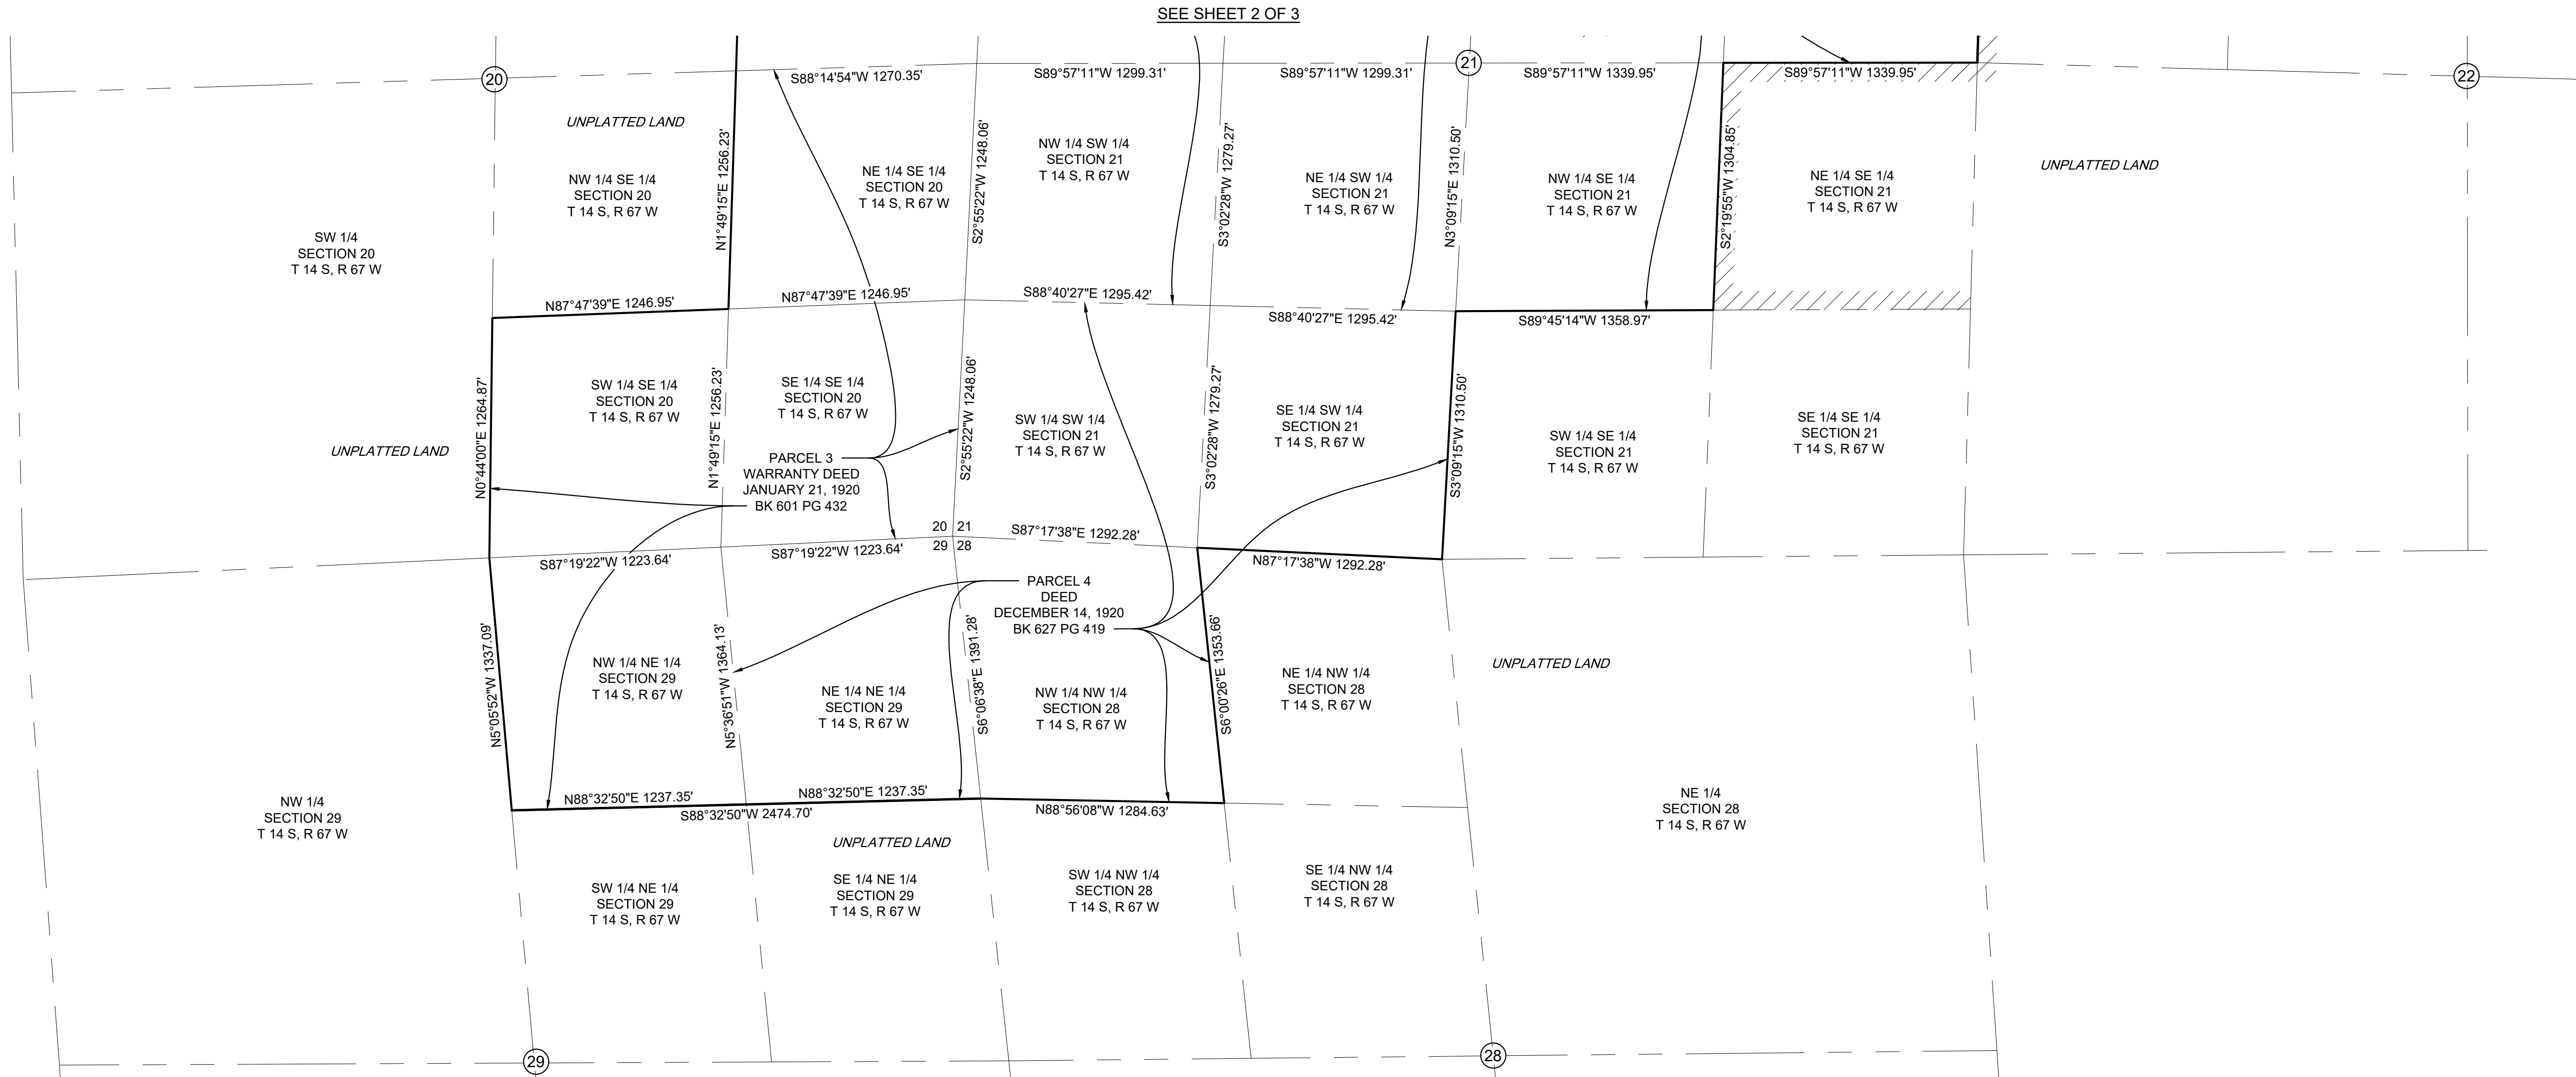 SEE SHEET 2 OF 3
20
21
22
S88°14'54"W 1270.35'
S89°57'11"W 1299.31'
S89°57'11"W 1299.31'
S89°57'11"W 1339.95'
S89°57'11"W 1339.95'
UNPLATTED LAND
NW 1/4 SE 1/4
SECTION 20
T 14 S, R 67 W
N1°49'15"E 1256.23'
NE 1/4 SE 1/4
SECTION 20
T 14 S, R 67 W
S2°55'22"W 1248.06'
NW 1/4 SW 1/4
SECTION 21
T 14 S, R 67 W
S3°02'28"W 1279.27'
NE 1/4 SW 1/4
SECTION 21
T 14 S, R 67 W
N3°09'15"E 1310.50'
NW 1/4 SE 1/4
SECTION 21
T 14 S, R 67 W
S2°19'55"W 1304.85'
NE 1/4 SE 1/4
SECTION 21
T 14 S, R 67 W
UNPLATTED LAND
SW 1/4
SECTION 20
T 14 S, R 67 W
N87°47'39"E 1246.95'
N87°47'39"E 1246.95'
S88°40'27"E 1295.42'
S88°40'27"E 1295.42'
S89°45'14"W 1358.97'
UNPLATTED LAND
N0°44'00"E 1264.87'
SW 1/4 SE 1/4
SECTION 20
T 14 S, R 67 W
N1°49'15"E 1256.23'
SE 1/4 SE 1/4
SECTION 20
T 14 S, R 67 W
PARCEL 3
WARRANTY DEED
JANUARY 21, 1920
BK 601 PG 432
S2°55'22"W 1248.06'
SW 1/4 SW 1/4
SECTION 21
T 14 S, R 67 W
S3°02'28"W 1279.27'
SE 1/4 SW 1/4
SECTION 21
T 14 S, R 67 W
S3°09'15"W 1310.50'
SW 1/4 SE 1/4
SECTION 21
T 14 S, R 67 W
SE 1/4 SE 1/4
SECTION 21
T 14 S, R 67 W
20 21
29 28
S87°19'22"W 1223.64'
S87°19'22"W 1223.64'
S87°17'38"E 1292.28'
N87°17'38"W 1292.28'
PARCEL 4
DEED
DECEMBER 14, 1920
BK 627 PG 419
N5°05'52"W 1337.09'
NW 1/4 NE 1/4
SECTION 29
T 14 S, R 67 W
N5°36'51"W 1364.13'
NE 1/4 NE 1/4
SECTION 29
T 14 S, R 67 W
S6°06'38"E 1391.28'
NW 1/4 NW 1/4
SECTION 28
T 14 S, R 67 W
S6°00'26"E 1353.66'
NE 1/4 NW 1/4
SECTION 28
T 14 S, R 67 W
UNPLATTED LAND
NW 1/4
SECTION 29
T 14 S, R 67 W
N88°32'50"E 1237.35'
N88°32'50"E 1237.35'
S88°32'50"W 2474.70'
N88°56'08"W 1284.63'
NE 1/4
SECTION 28
T 14 S, R 67 W
UNPLATTED LAND
SW 1/4 NE 1/4
SECTION 29
T 14 S, R 67 W
SE 1/4 NE 1/4
SECTION 29
T 14 S, R 67 W
SW 1/4 NW 1/4
SECTION 28
T 14 S, R 67 W
SE 1/4 NW 1/4
SECTION 28
T 14 S, R 67 W
29
28